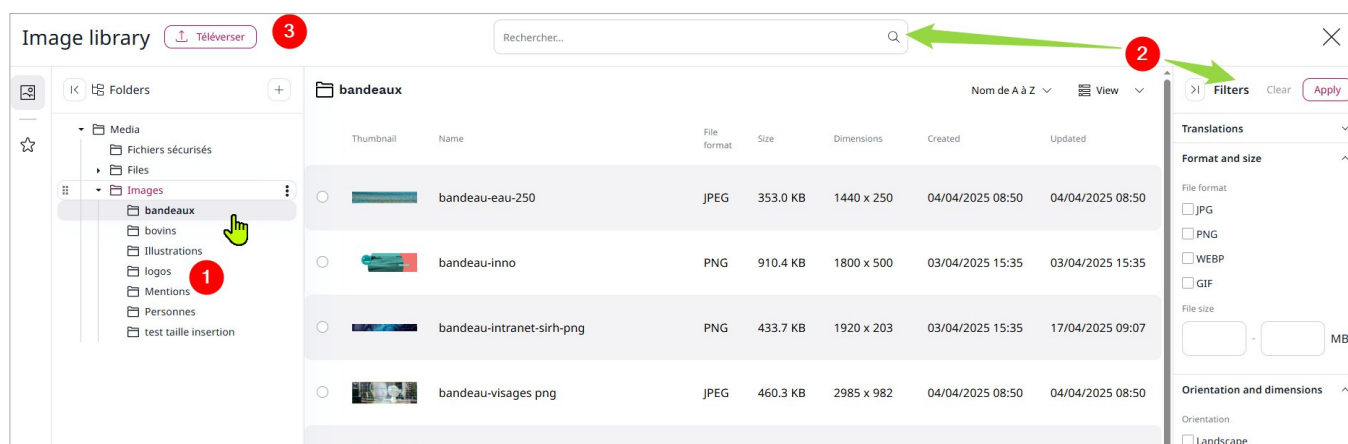 Image library
Téléverser
3
Rechercher...
2
Folders
bandeaux
Nom de A à Z
View
Filters
Clear
Apply
Media
Fichiers sécurisés
Files
Images
bandeaux
bovins
Illustrations
logos
1
Mentions
Personnes
test taille insertion
Thumbnail
Name
File format
Size
Dimensions
Created
Updated
bandeau-eau-250 JPEG 353.0 KB 1440 x 250 04/04/2025 08:50 04/04/2025 08:50
bandeau-inno PNG 910.4 KB 1800 x 500 03/04/2025 15:35 03/04/2025 15:35
bandeau-intranet-sirh-png PNG 433.7 KB 1920 x 203 03/04/2025 15:35 17/04/2025 09:07
bandeau-visages png JPEG 460.3 KB 2985 x 982 04/04/2025 08:50 04/04/2025 08:50
Translations
Format and size
File format
JPG
PNG
WEBP
GIF
File size
- MB
Orientation and dimensions
Orientation
Landscape